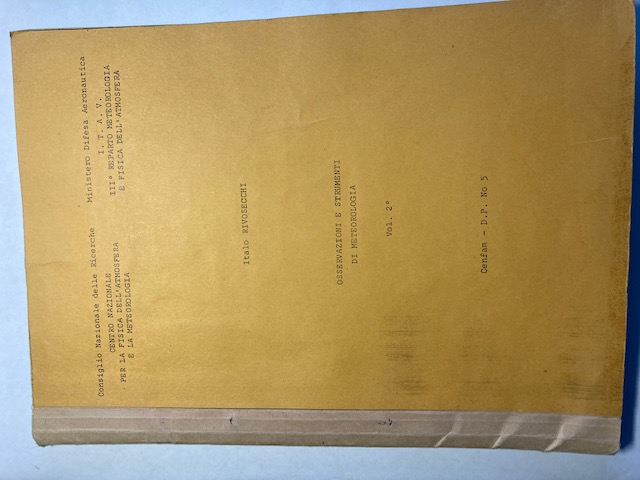 Consiglio Nazionale delle Ricerche
CENTRO NAZIONALE
PER LA FISICA DELL'ATMOSFERA
E LA METEOROLOGIA
Ministero Difesa Aeronautica
I. T. A. V.
III° REPARTO METEOROLOGIA
E FISICA DELL'ATMOSFERA
Italo RIVOSECCHI
OSSERVAZIONI E STRUMENTI
DI METEOROLOGIA
Vol. 2°
Cenfam - D.P. No 5